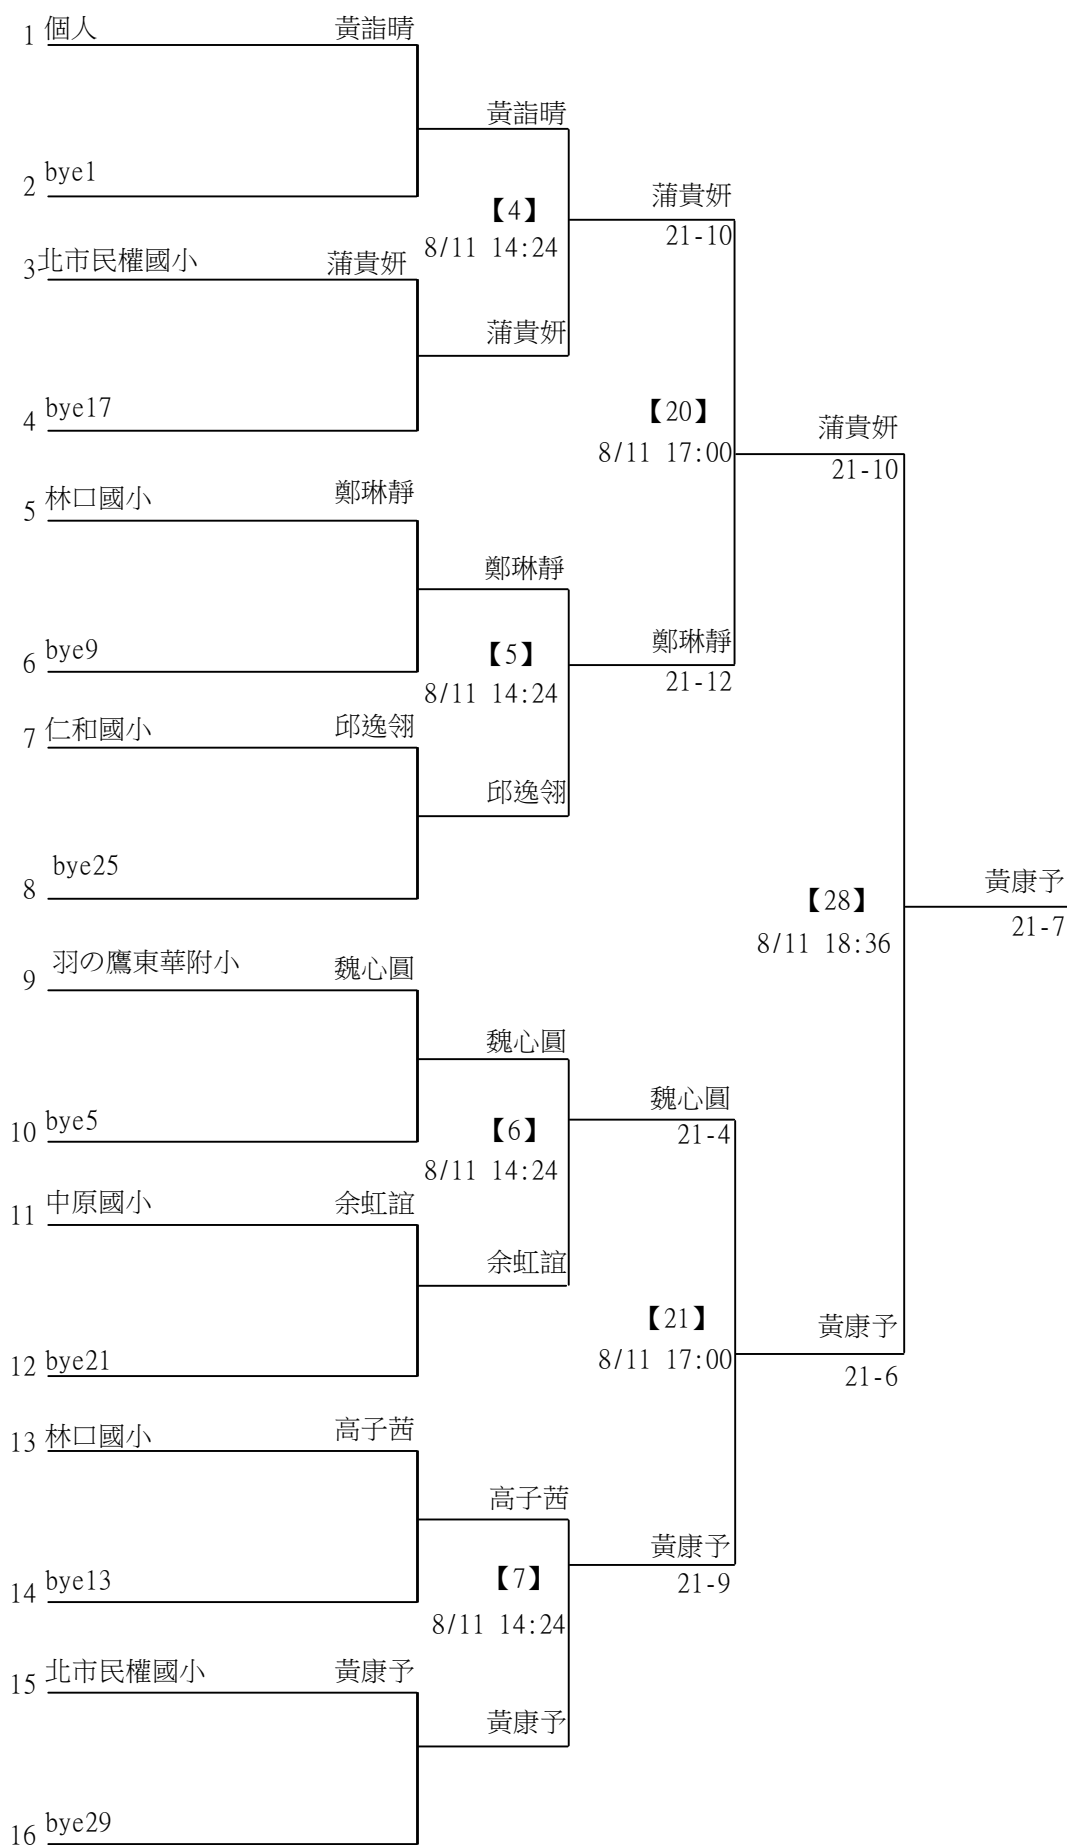 1 個人 黃詣晴
黃詣晴
2 bye1
蒲貴妍
【4】
21-10
8/11 14:24
3 北市民權國小 蒲貴妍
蒲貴妍
4 bye17
【20】
蒲貴妍
8/11 17:00
21-10
5 林口國小 鄭琳靜
鄭琳靜
6 bye9
【5】
鄭琳靜
8/11 14:24
21-12
7 仁和國小 邱逸翎
邱逸翎
8 bye25
黃康予
【28】
21-7
8/11 18:36
9 羽の鷹東華附小 魏心圓
魏心圓
魏心圓
10 bye5
【6】
21-4
8/11 14:24
11 中原國小 余虹誼
余虹誼
【21】
黃康予
12 bye21
8/11 17:00
21-6
13 林口國小 高子茜
高子茜
黃康予
14 bye13
【7】
21-9
8/11 14:24
15 北市民權國小 黃康予
黃康予
16 bye29